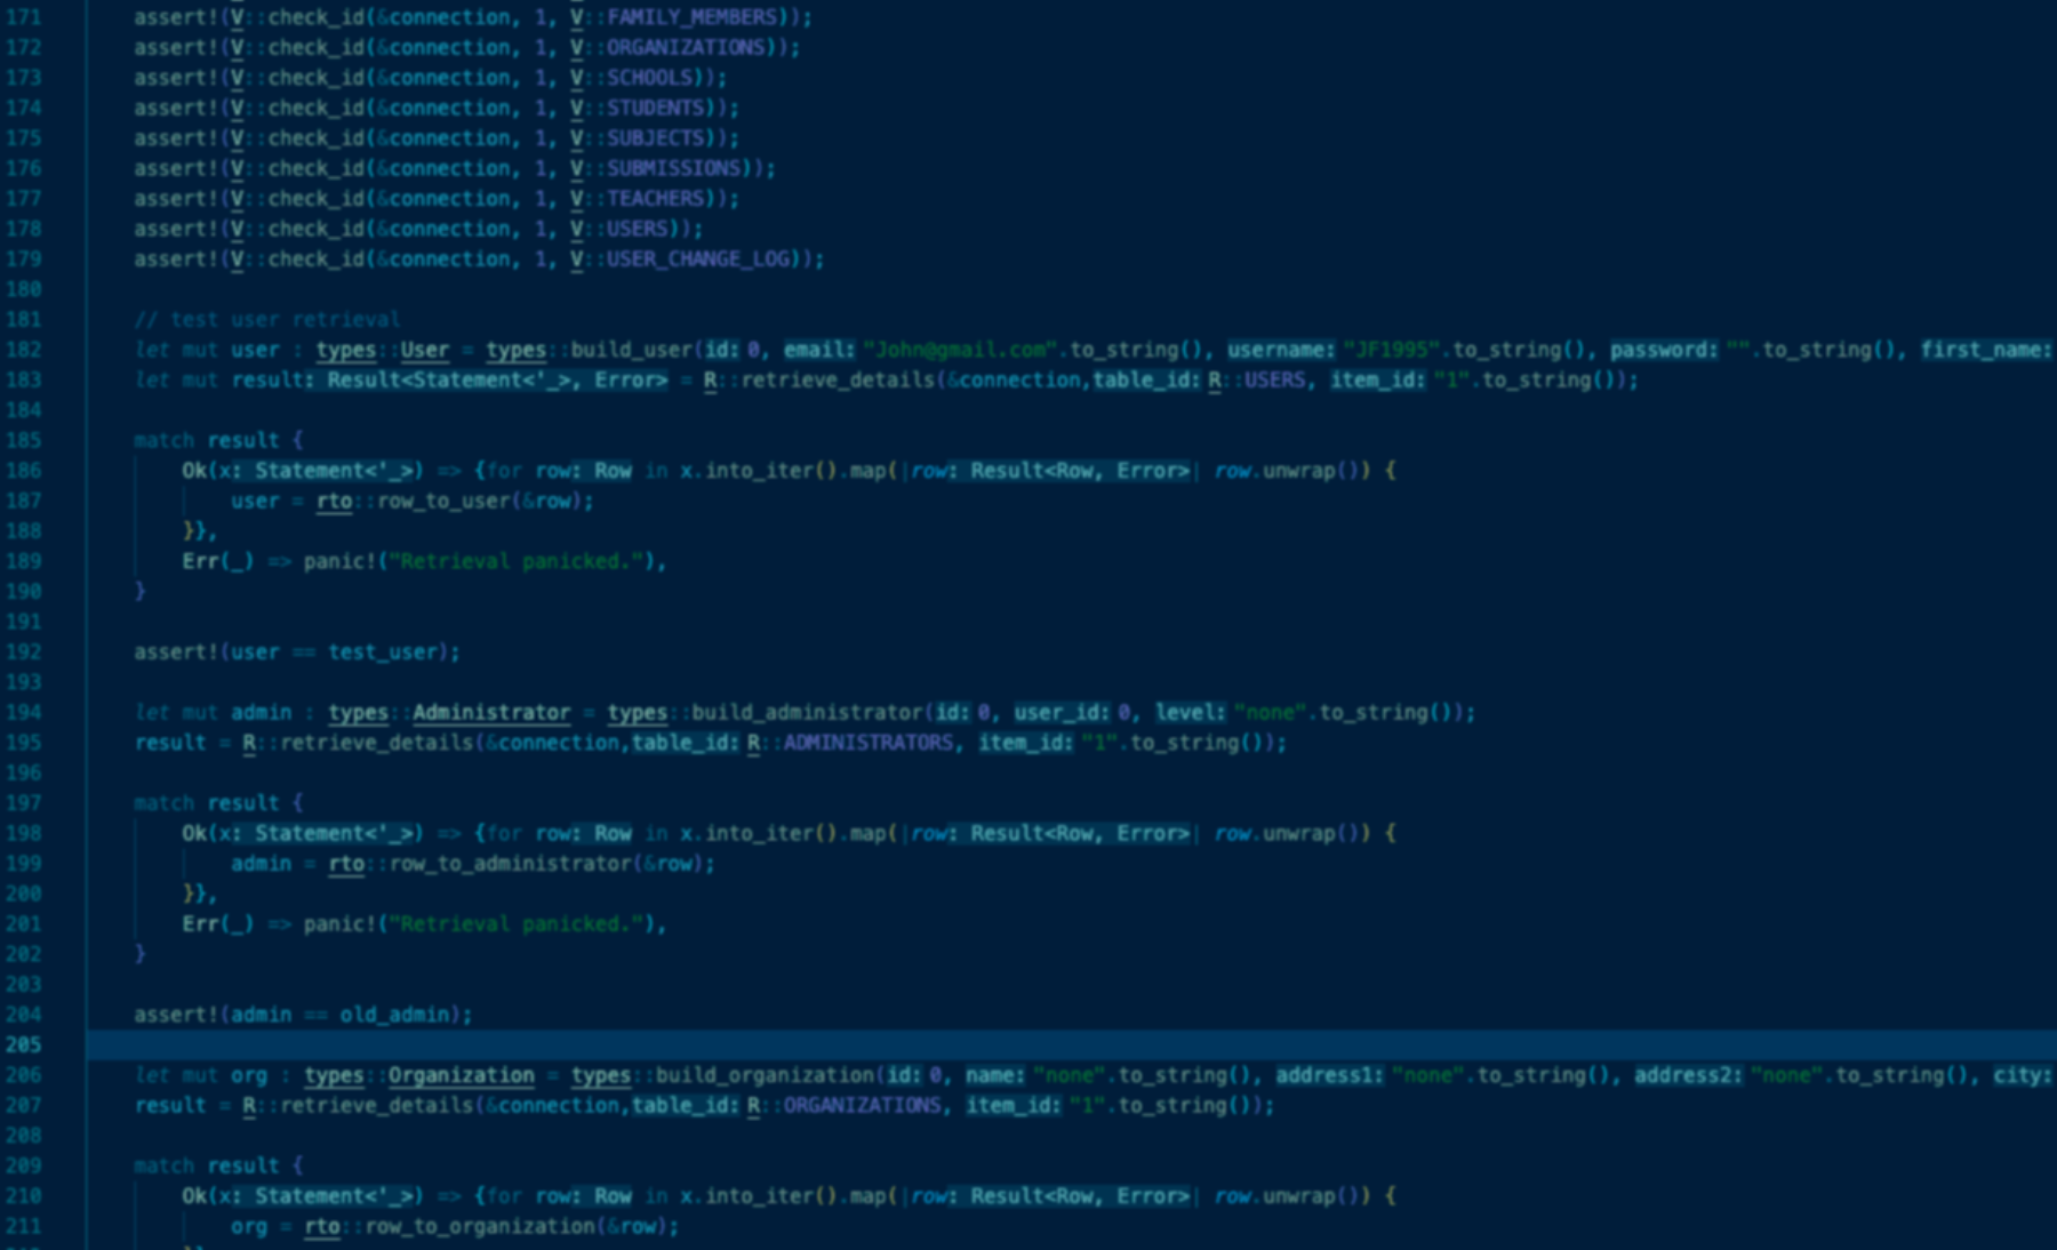 171 assert!(V::check_id(&connection, 1, V::FAMILY_MEMBERS));
172 assert!(V::check_id(&connection, 1, V::ORGANIZATIONS));
173 assert!(V::check_id(&connection, 1, V::SCHOOLS));
174 assert!(V::check_id(&connection, 1, V::STUDENTS));
175 assert!(V::check_id(&connection, 1, V::SUBJECTS));
176 assert!(V::check_id(&connection, 1, V::SUBMISSIONS));
177 assert!(V::check_id(&connection, 1, V::TEACHERS));
178 assert!(V::check_id(&connection, 1, V::USERS));
179 assert!(V::check_id(&connection, 1, V::USER_CHANGE_LOG));
180
181 // test user retrieval
182 let mut user : types::User = types::build_user(id: 0, email: "John@gmail.com".to_string(), username: "JF1995".to_string(), password: "".to_string(), first_name:
183 let mut result: Result<Statement<'_>, Error> = R::retrieve_details(&connection,table_id: R::USERS, item_id: "1".to_string());
184
185 match result {
186 Ok(x: Statement<'_>) => {for row: Row in x.into_iter().map(|row: Result<Row, Error>| row.unwrap()) {
187 user = rto::row_to_user(&row);
188 }},
189 Err(_) => panic!("Retrieval panicked."),
190 }
191
192 assert!(user == test_user);
193
194 let mut admin : types::Administrator = types::build_administrator(id: 0, user_id: 0, level: "none".to_string());
195 result = R::retrieve_details(&connection,table_id: R::ADMINISTRATORS, item_id: "1".to_string());
196
197 match result {
198 Ok(x: Statement<'_>) => {for row: Row in x.into_iter().map(|row: Result<Row, Error>| row.unwrap()) {
199 admin = rto::row_to_administrator(&row);
200 }},
201 Err(_) => panic!("Retrieval panicked."),
202 }
203
204 assert!(admin == old_admin);
205
206 let mut org : types::Organization = types::build_organization(id: 0, name: "none".to_string(), address1: "none".to_string(), address2: "none".to_string(), city:
207 result = R::retrieve_details(&connection,table_id: R::ORGANIZATIONS, item_id: "1".to_string());
208
209 match result {
210 Ok(x: Statement<'_>) => {for row: Row in x.into_iter().map(|row: Result<Row, Error>| row.unwrap()) {
211 org = rto::row_to_organization(&row);